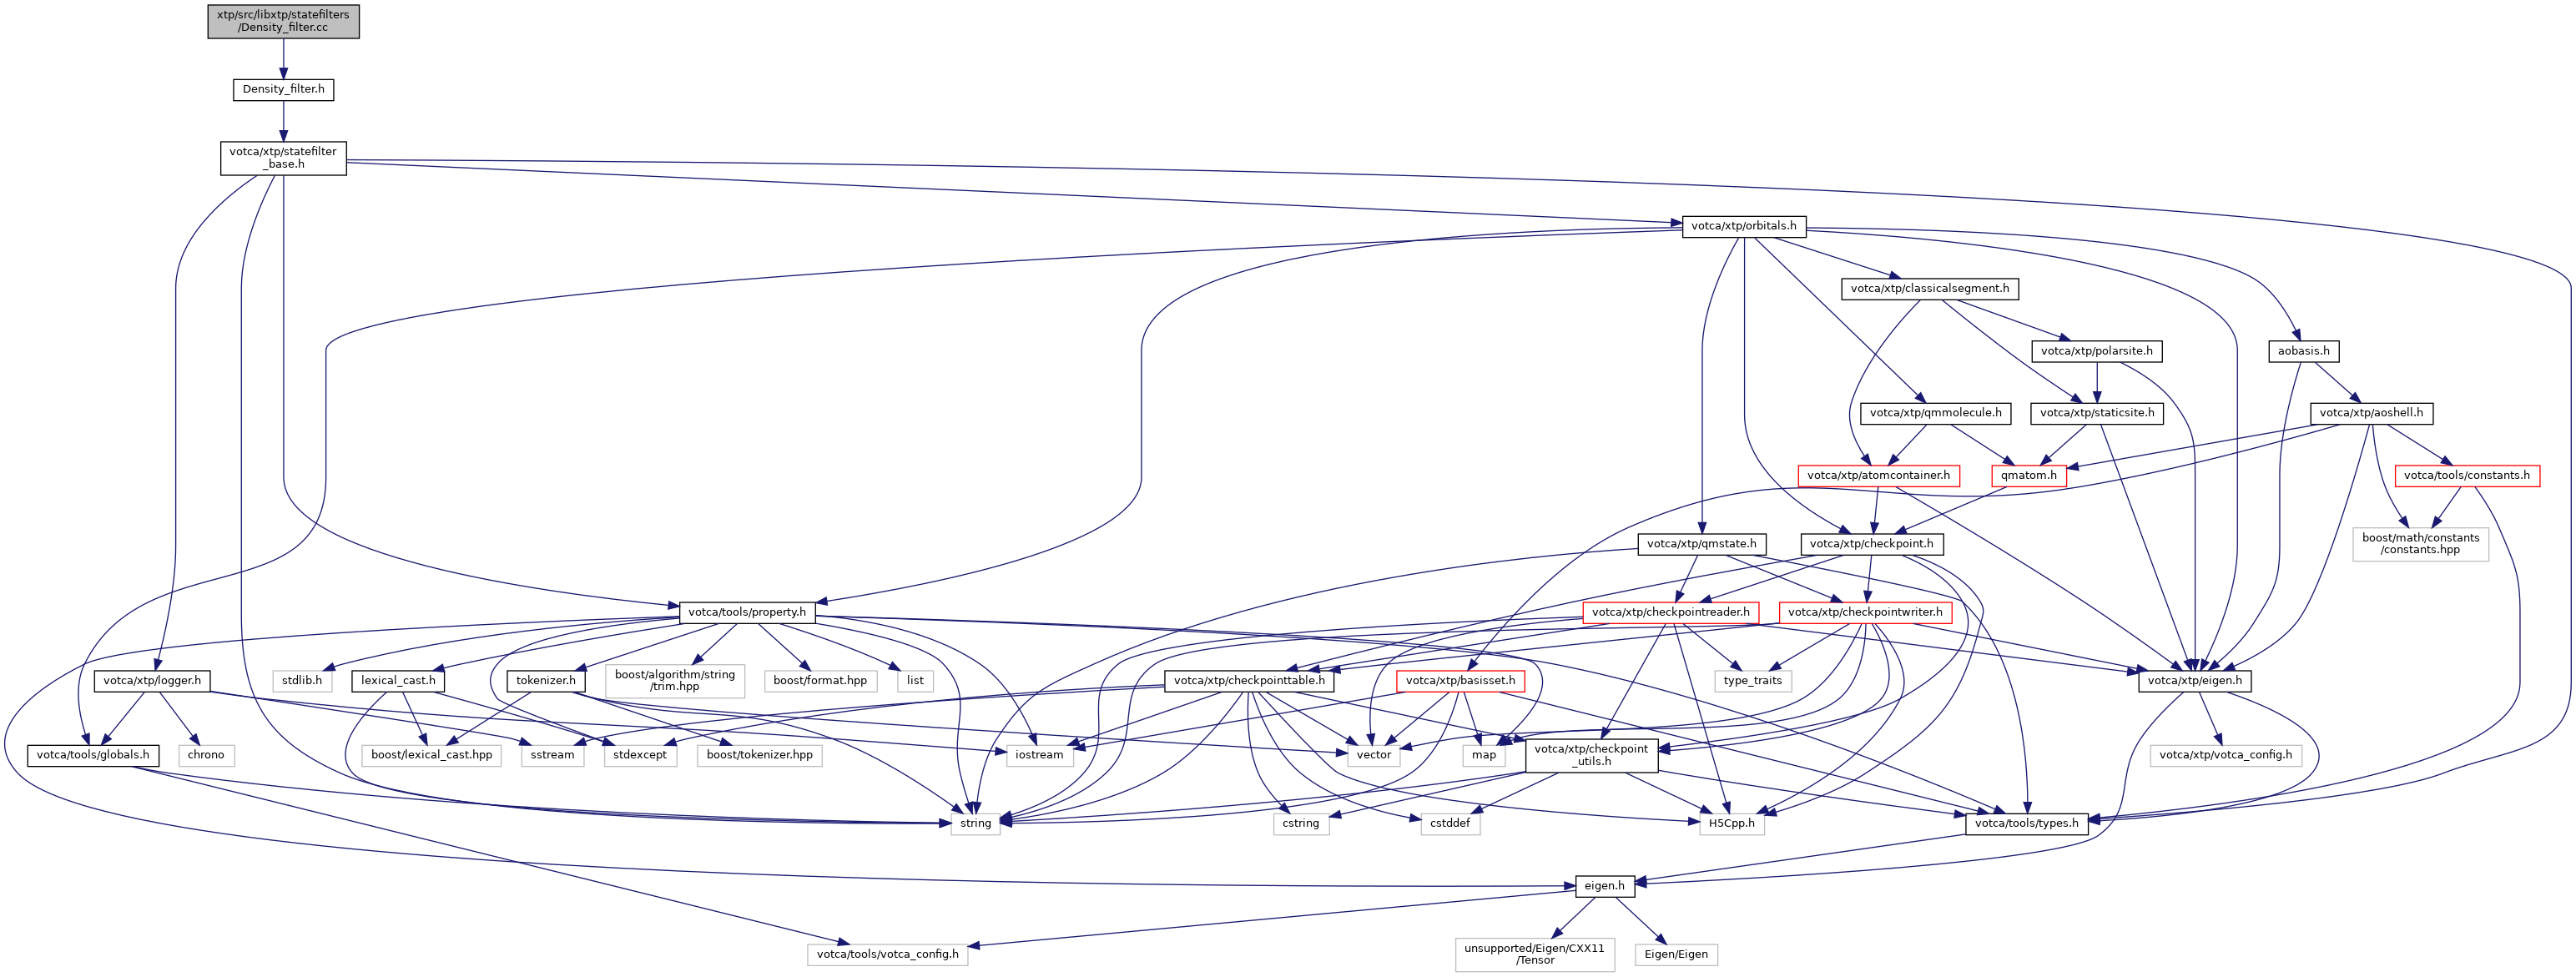 xtp/src/libxtp/statefilters
/Density_filter.cc
Density_filter.h
votca/xtp/statefilter
_base.h
votca/xtp/orbitals.h
votca/xtp/classicalsegment.h
votca/xtp/polarsite.h
aobasis.h
votca/xtp/qmmolecule.h
votca/xtp/staticsite.h
votca/xtp/aoshell.h
votca/xtp/atomcontainer.h
qmatom.h
votca/tools/constants.h
votca/xtp/qmstate.h
votca/xtp/checkpoint.h
boost/math/constants
/constants.hpp
votca/tools/property.h
votca/xtp/checkpointreader.h
votca/xtp/checkpointwriter.h
votca/xtp/logger.h
stdlib.h
lexical_cast.h
tokenizer.h
boost/algorithm/string
/trim.hpp
boost/format.hpp
list
votca/xtp/checkpointtable.h
votca/xtp/basisset.h
type_traits
votca/xtp/eigen.h
votca/tools/globals.h
chrono
boost/lexical_cast.hpp
sstream
stdexcept
boost/tokenizer.hpp
iostream
vector
map
votca/xtp/checkpoint
_utils.h
votca/xtp/votca_config.h
string
cstring
cstddef
H5Cpp.h
votca/tools/types.h
eigen.h
votca/tools/votca_config.h
unsupported/Eigen/CXX11
/Tensor
Eigen/Eigen